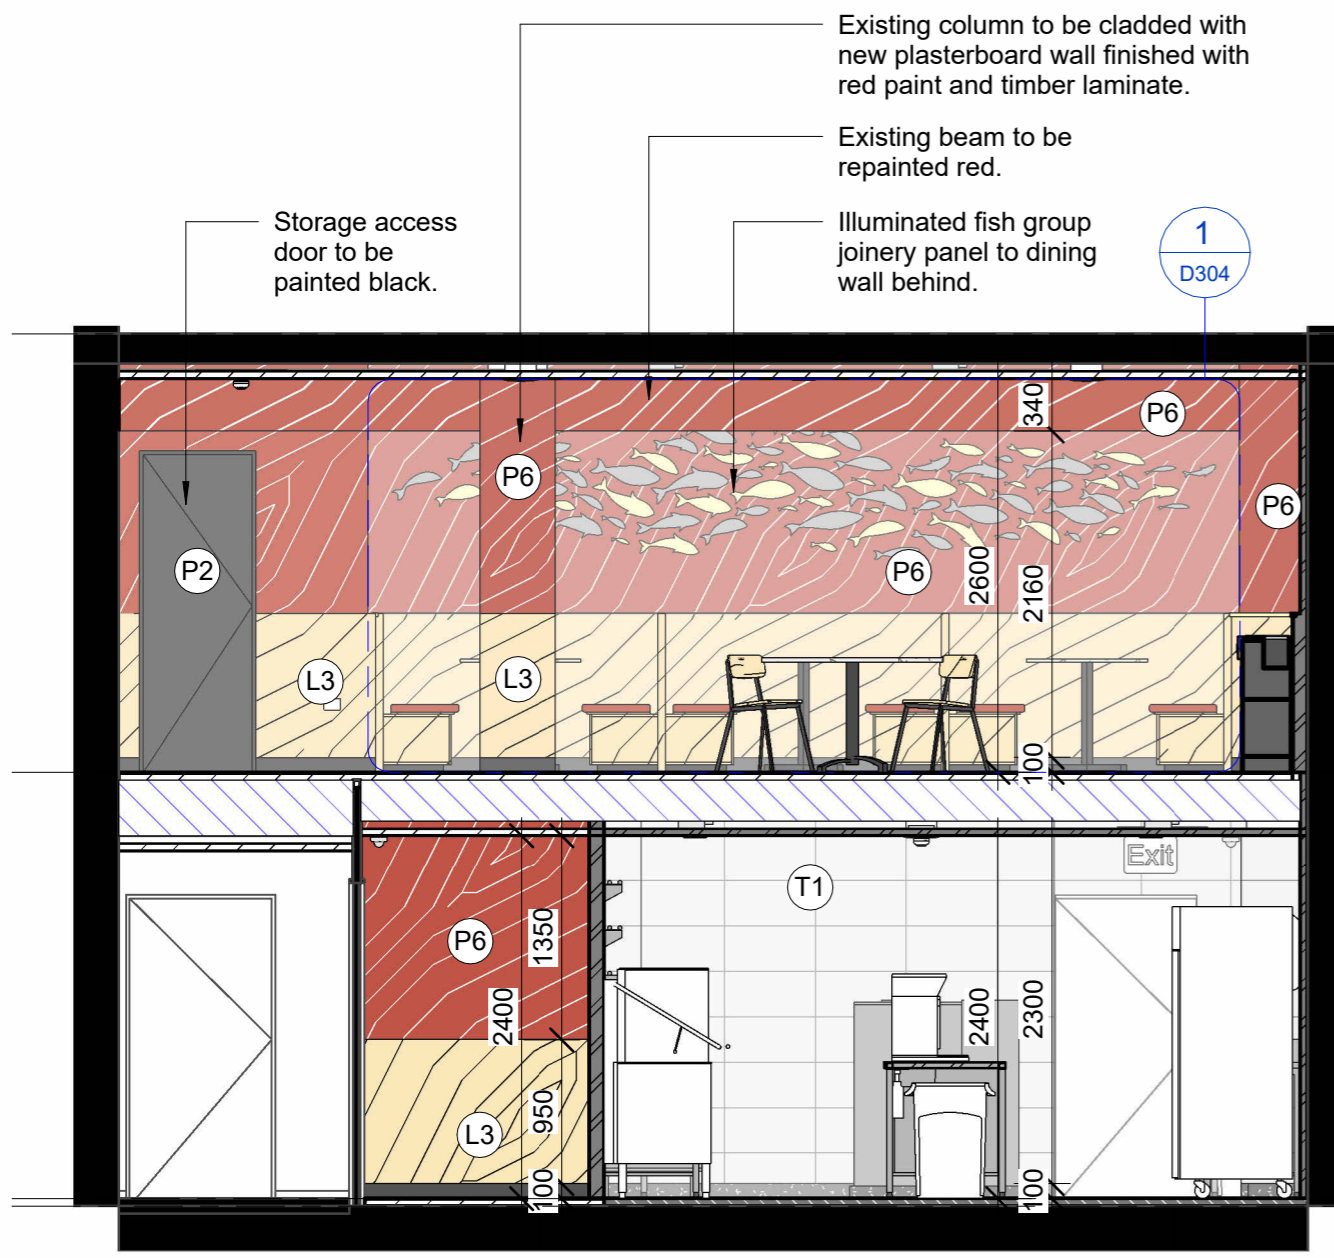 Existing column to be cladded with
new plasterboard wall finished with
red paint and timber laminate.
Existing beam to be
repainted red.
Storage access
door to be
painted black.
Illuminated fish group
joinery panel to dining
wall behind.
1
D304
340
P6
P6
P6
P2
P6
2600
2160
L3
L3
100
Exit
T1
P6
1350
2400
2400
2300
950
L3
100
100